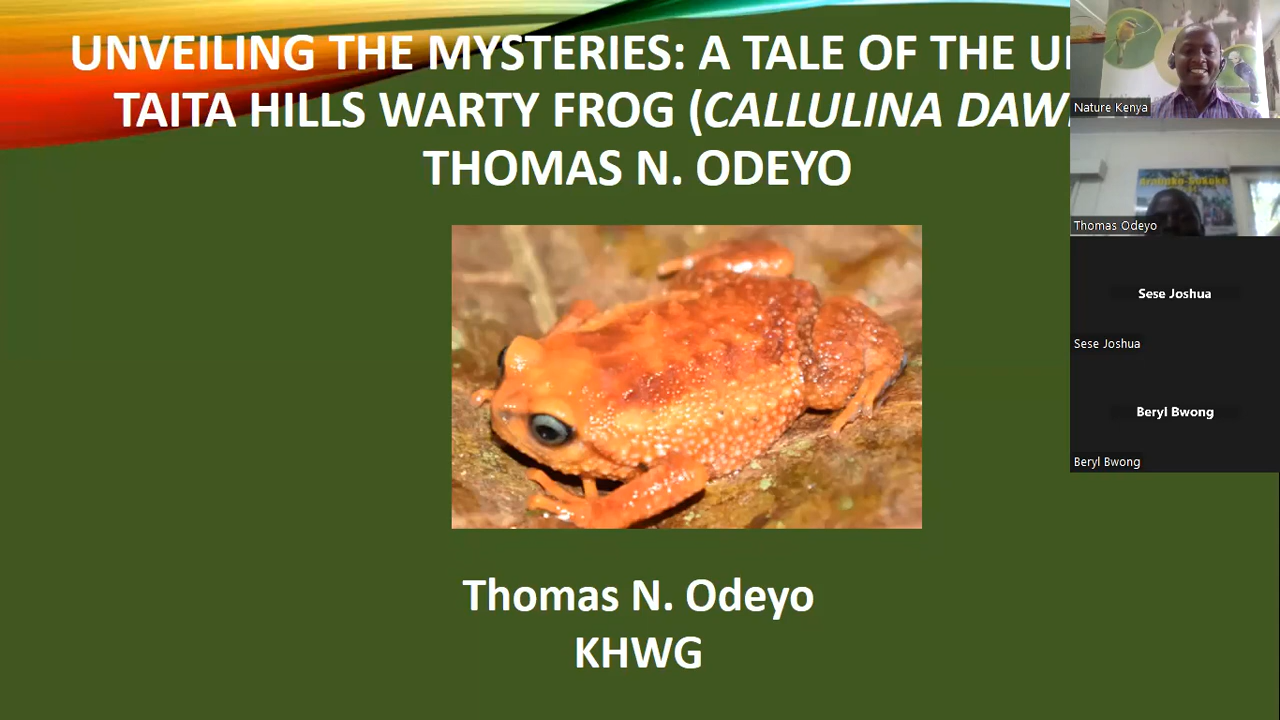 UNVEILING THE MYSTERIES: A TALE OF THE
TAITA HILLS WARTY FROG (CALLULINA
THOMAS N. ODEYO
Thomas N. Odeyo
KHWG
Nature Kenya
Thomas Odeyo
Sese Joshua
Sese Joshua
Beryl Bwong
Beryl Bwong